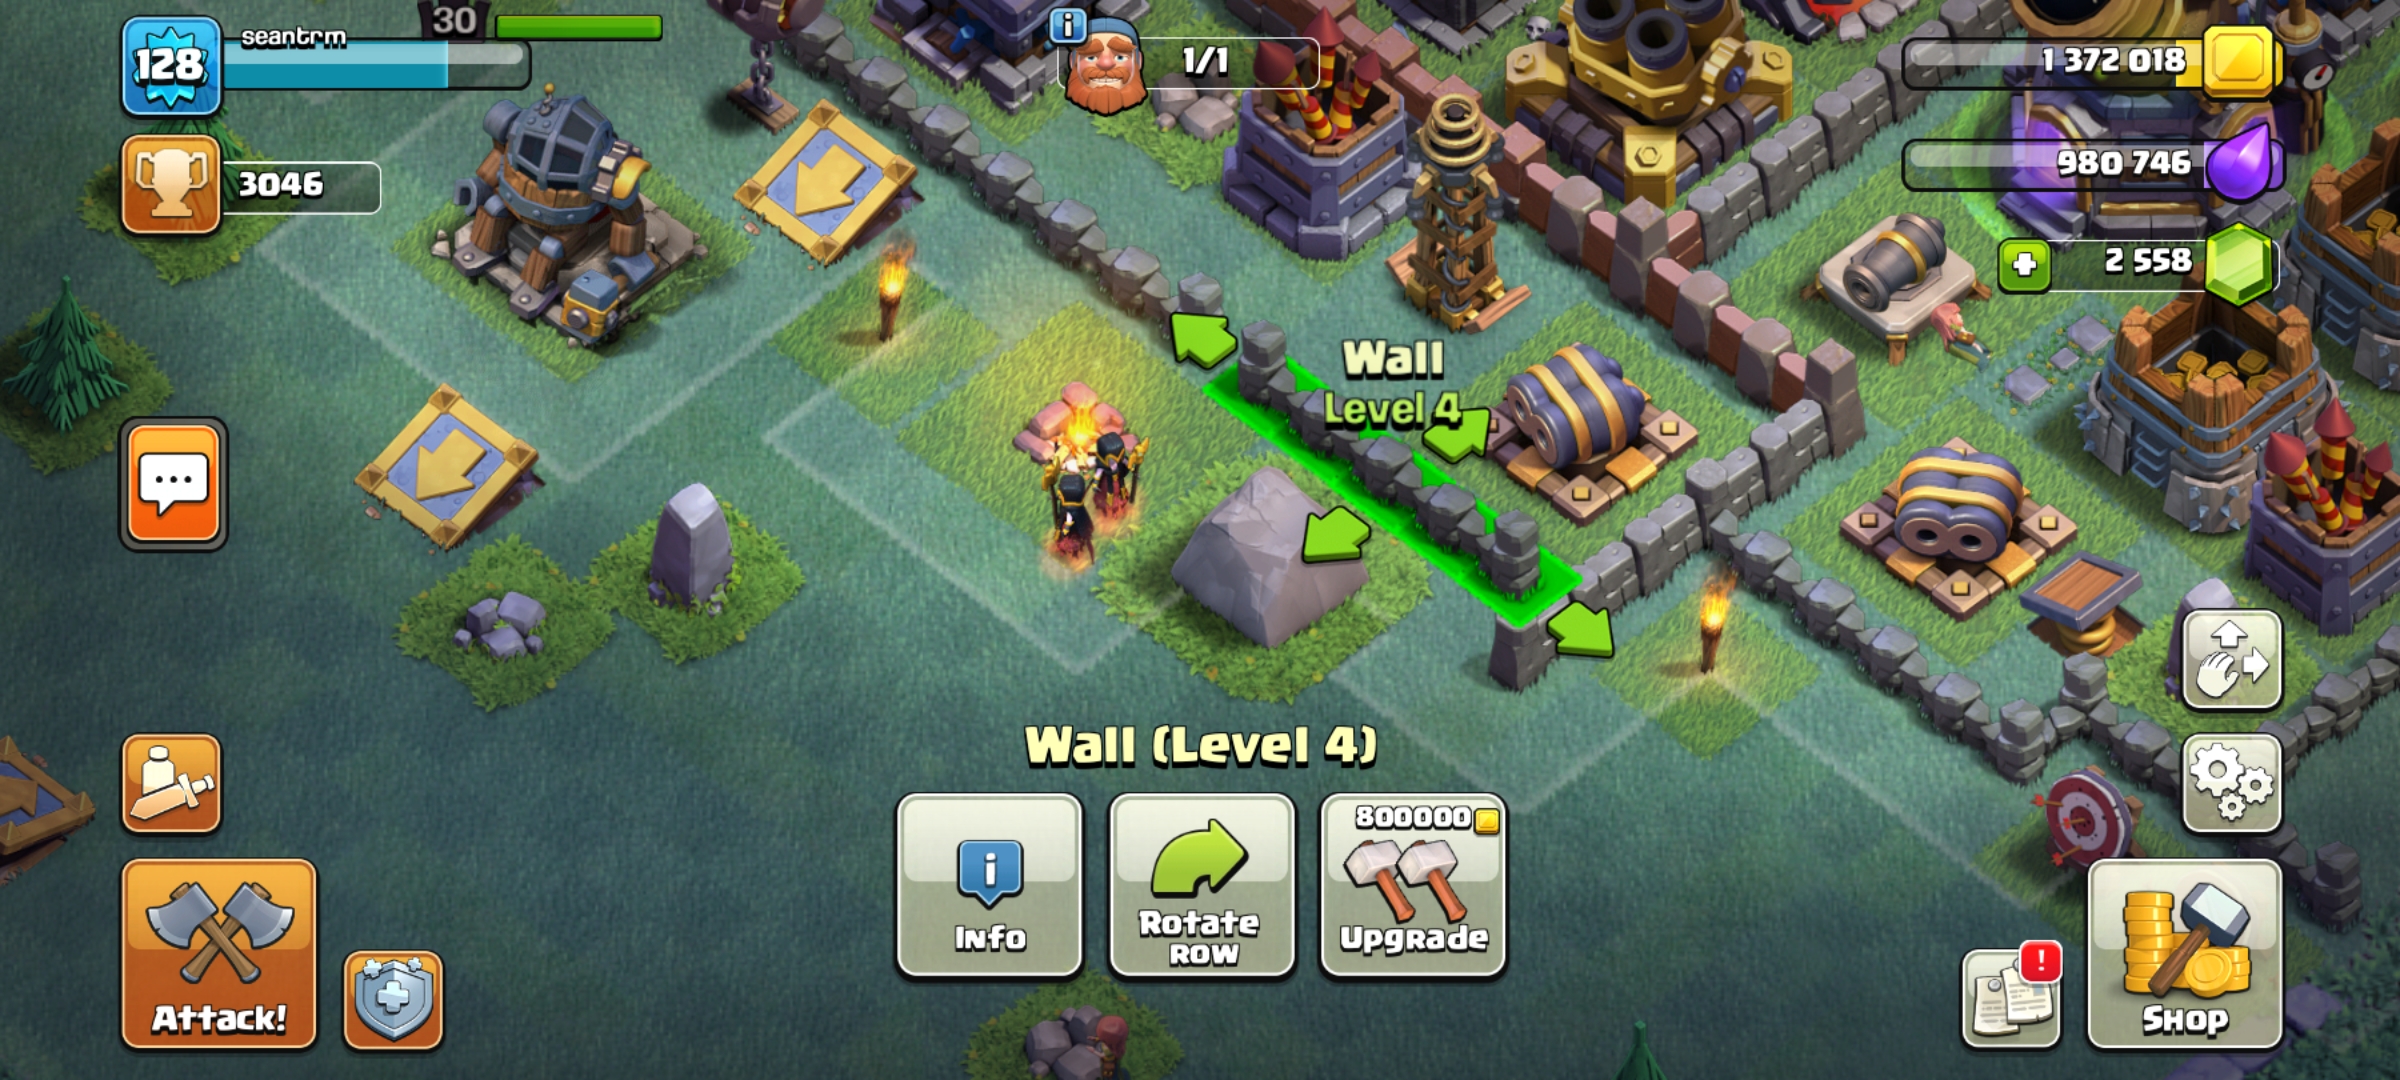 30
128
seantrm
1/1
1 372 018
3046
980 746
2 558
Wall
Level 4
Wall (Level 4)
800000
Info
Rotate
Row
Upgrade
Attack!
!
Shop